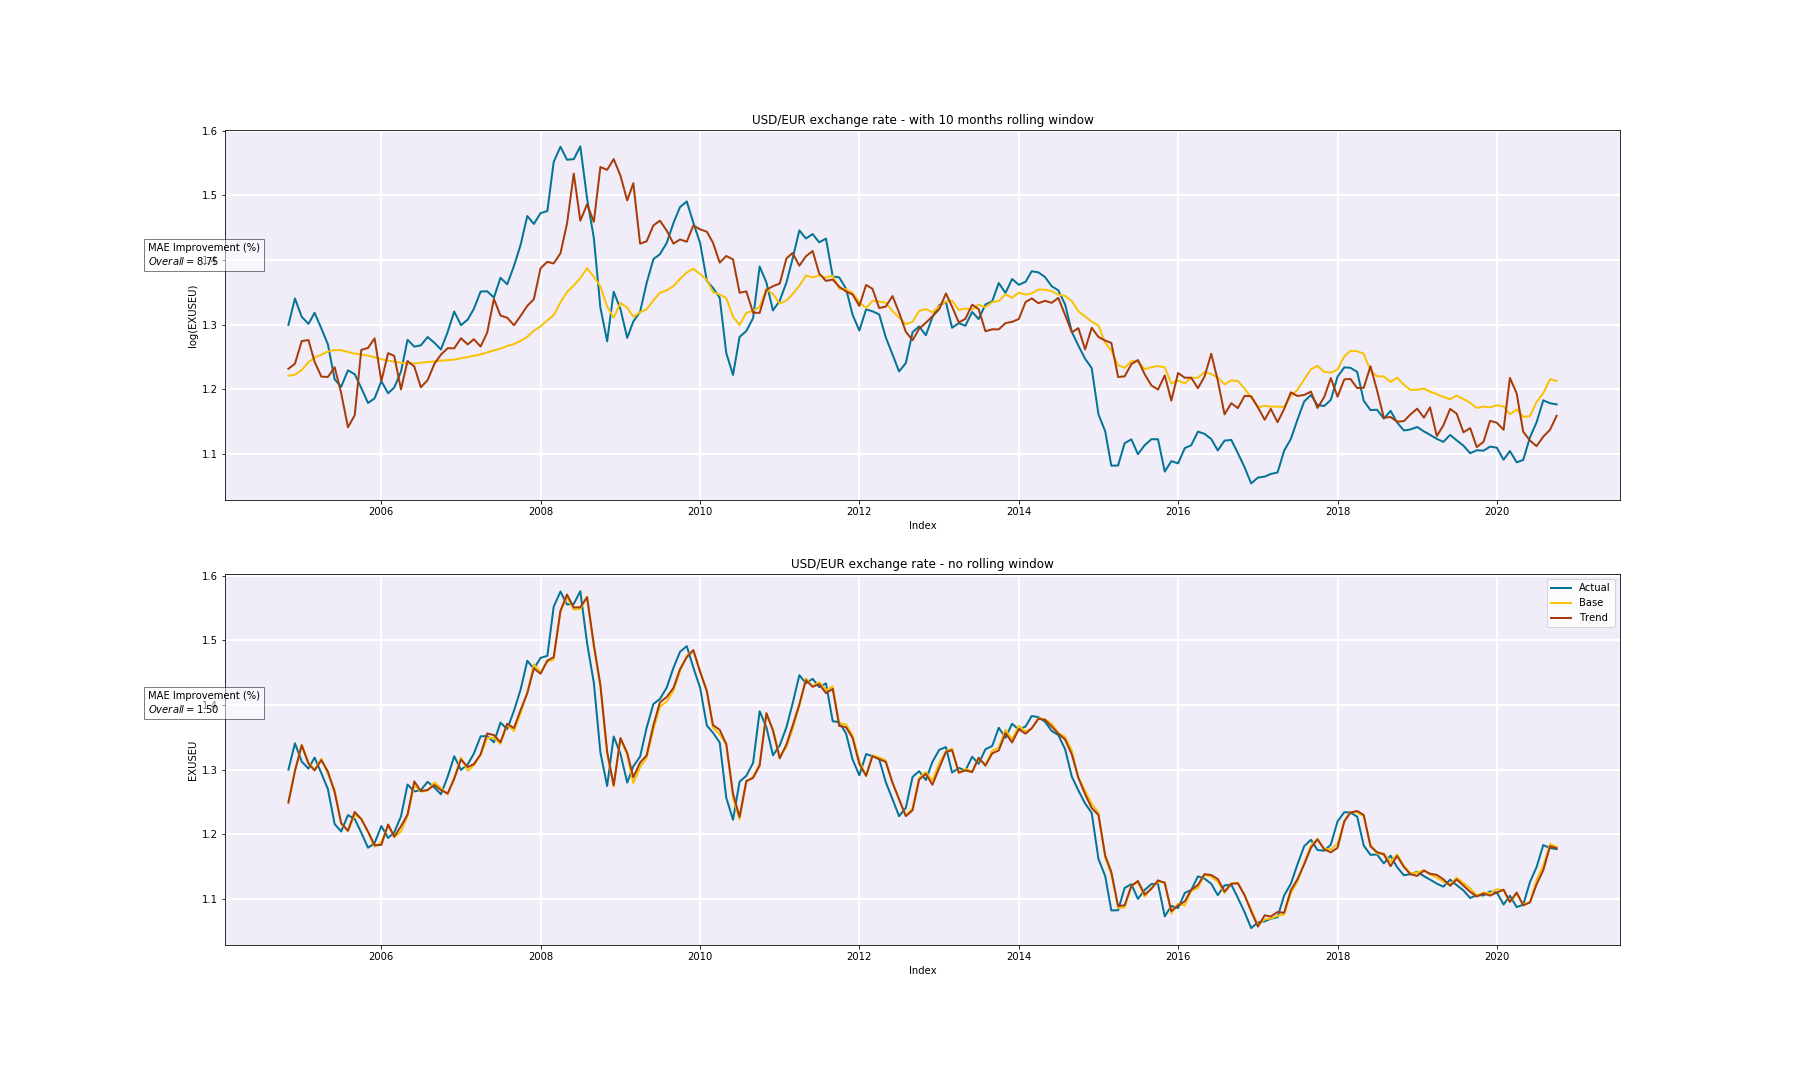 USD/EUR exchange rate - with 10 months rolling window
1.6
1.5
MAE Improvement (%)
Overall = 8.75
log(EXUSEU)
1.3
1.2
1.1
2006 2008 2010 2012 2014 2016 2018 2020
Index
USD/EUR exchange rate - no rolling window
1.6
Actual
Base
Trend
1.5
MAE Improvement (%)
Overall = 1.50
EXUSEU
1.3
1.2
1.1
2006 2008 2010 2012 2014 2016 2018 2020
Index